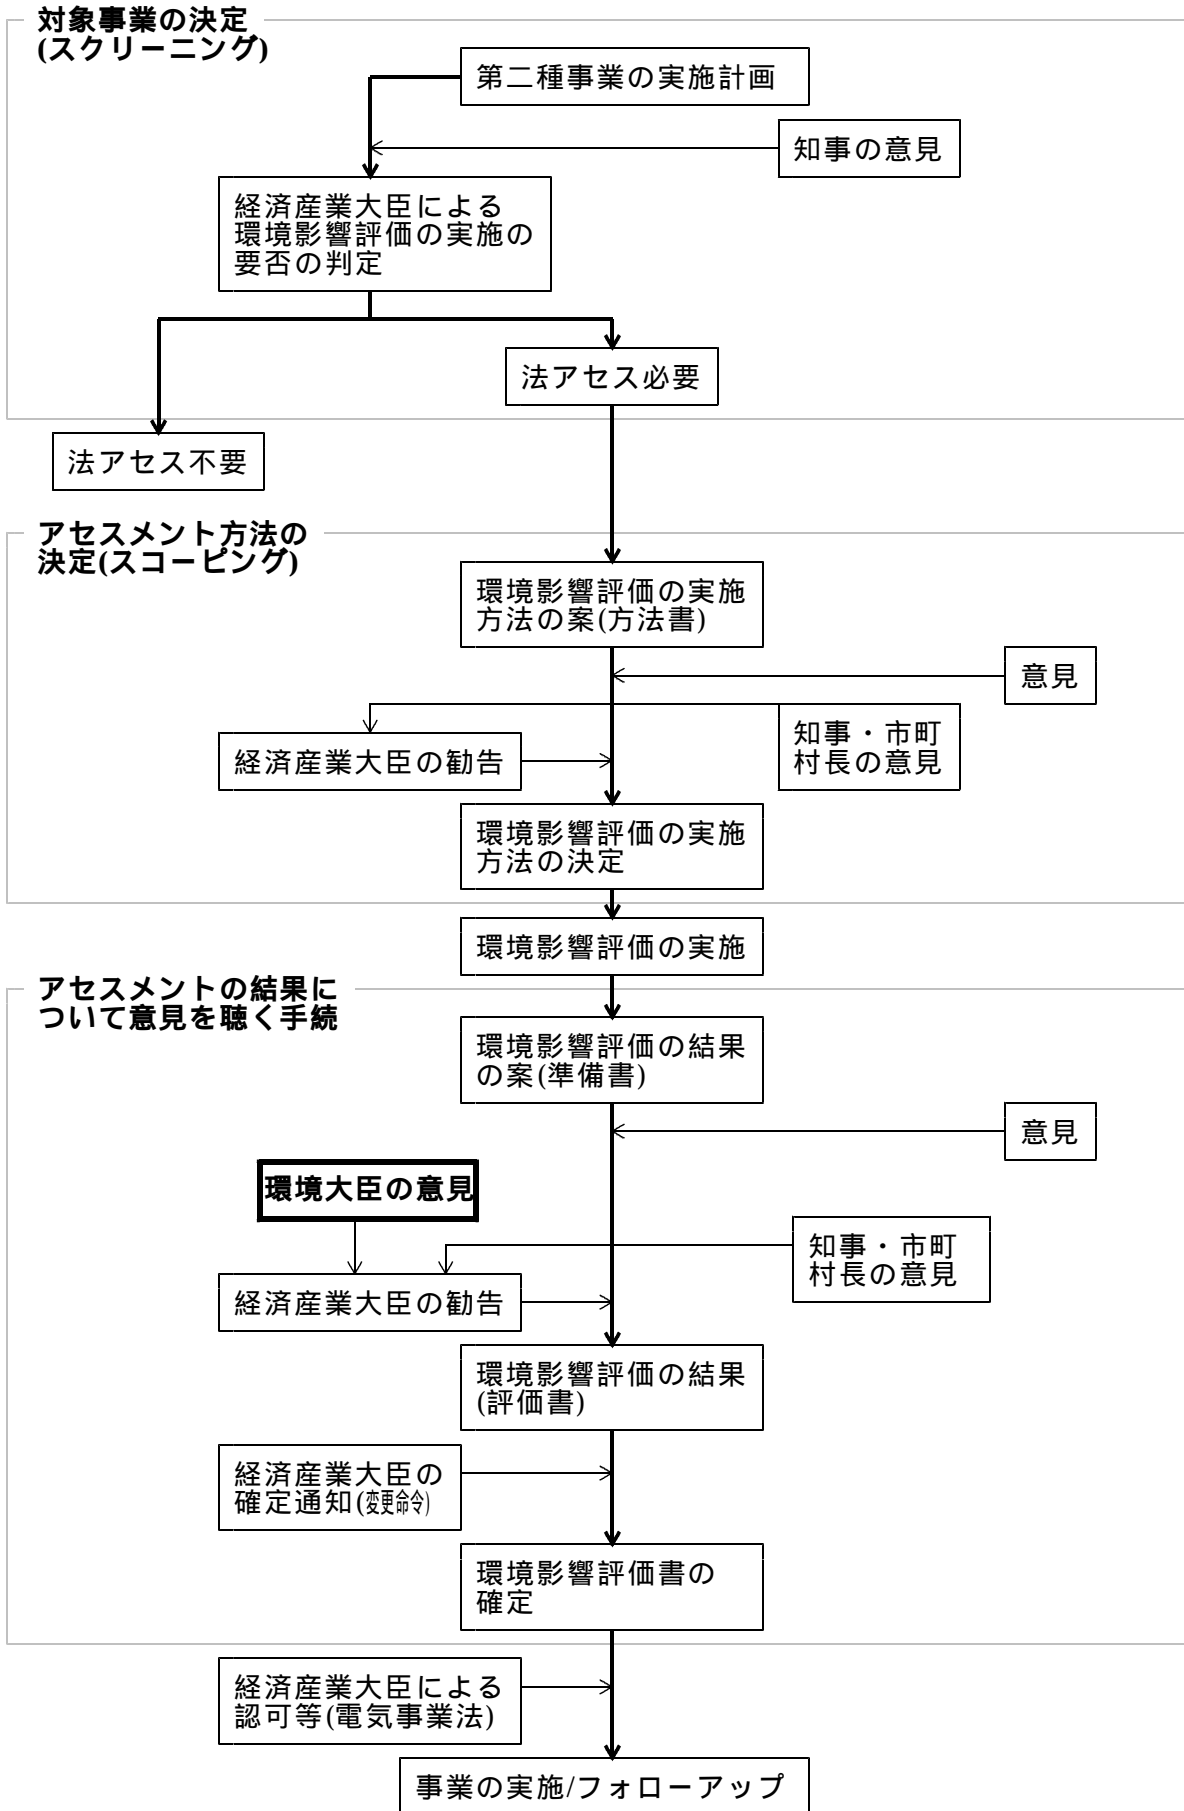 対象事業の決定
(スクリーニング)
第二種事業の実施計画
知事の意見
経済産業大臣による
環境影響評価の実施の
要否の判定
法アセス必要
法アセス不要
アセスメント方法の
決定(スコーピング)
環境影響評価の実施
方法の案(方法書)
意見
知事・市町
村長の意見
経済産業大臣の勧告
環境影響評価の実施
方法の決定
環境影響評価の実施
アセスメントの結果に
ついて意見を聴く手続
環境影響評価の結果
の案(準備書)
意見
環境大臣の意見
知事・市町
村長の意見
経済産業大臣の勧告
環境影響評価の結果
(評価書)
経済産業大臣の
確定通知(変更命令)
環境影響評価書の
確定
経済産業大臣による
認可等(電気事業法)
事業の実施/フォローアップ